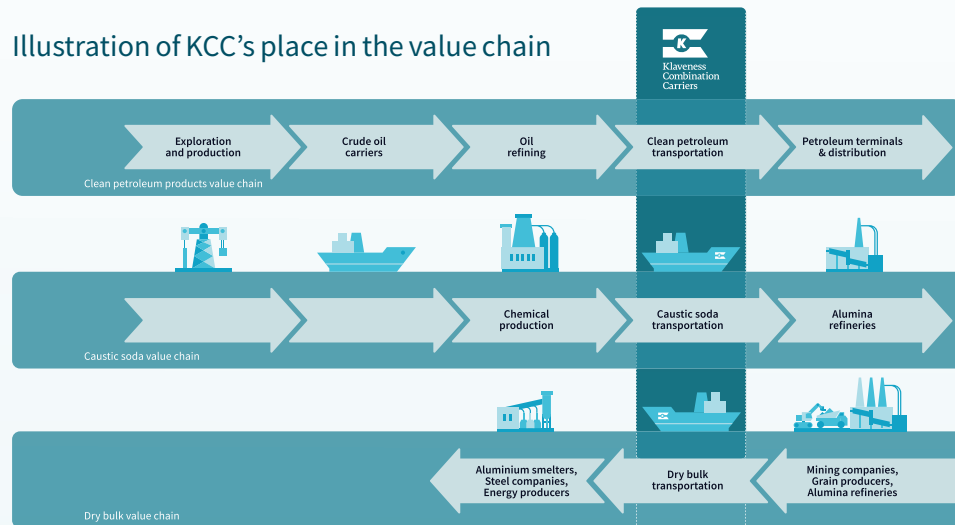 Illustration of KCC's place in the value chain
K
Klaveness
Combination
Carriers
Exploration
and production
Crude oil
carriers
Oil
refining
Clean petroleum
transportation
Petroleum terminals
& distribution
Clean petroleum products value chain
Chemical
production
Caustic soda
transportation
Alumina
refineries
Caustic soda value chain
Aluminium smelters,
Steel companies,
Energy producers
Dry bulk
transportation
Mining companies,
Grain producers,
Alumina refineries
Dry bulk value chain